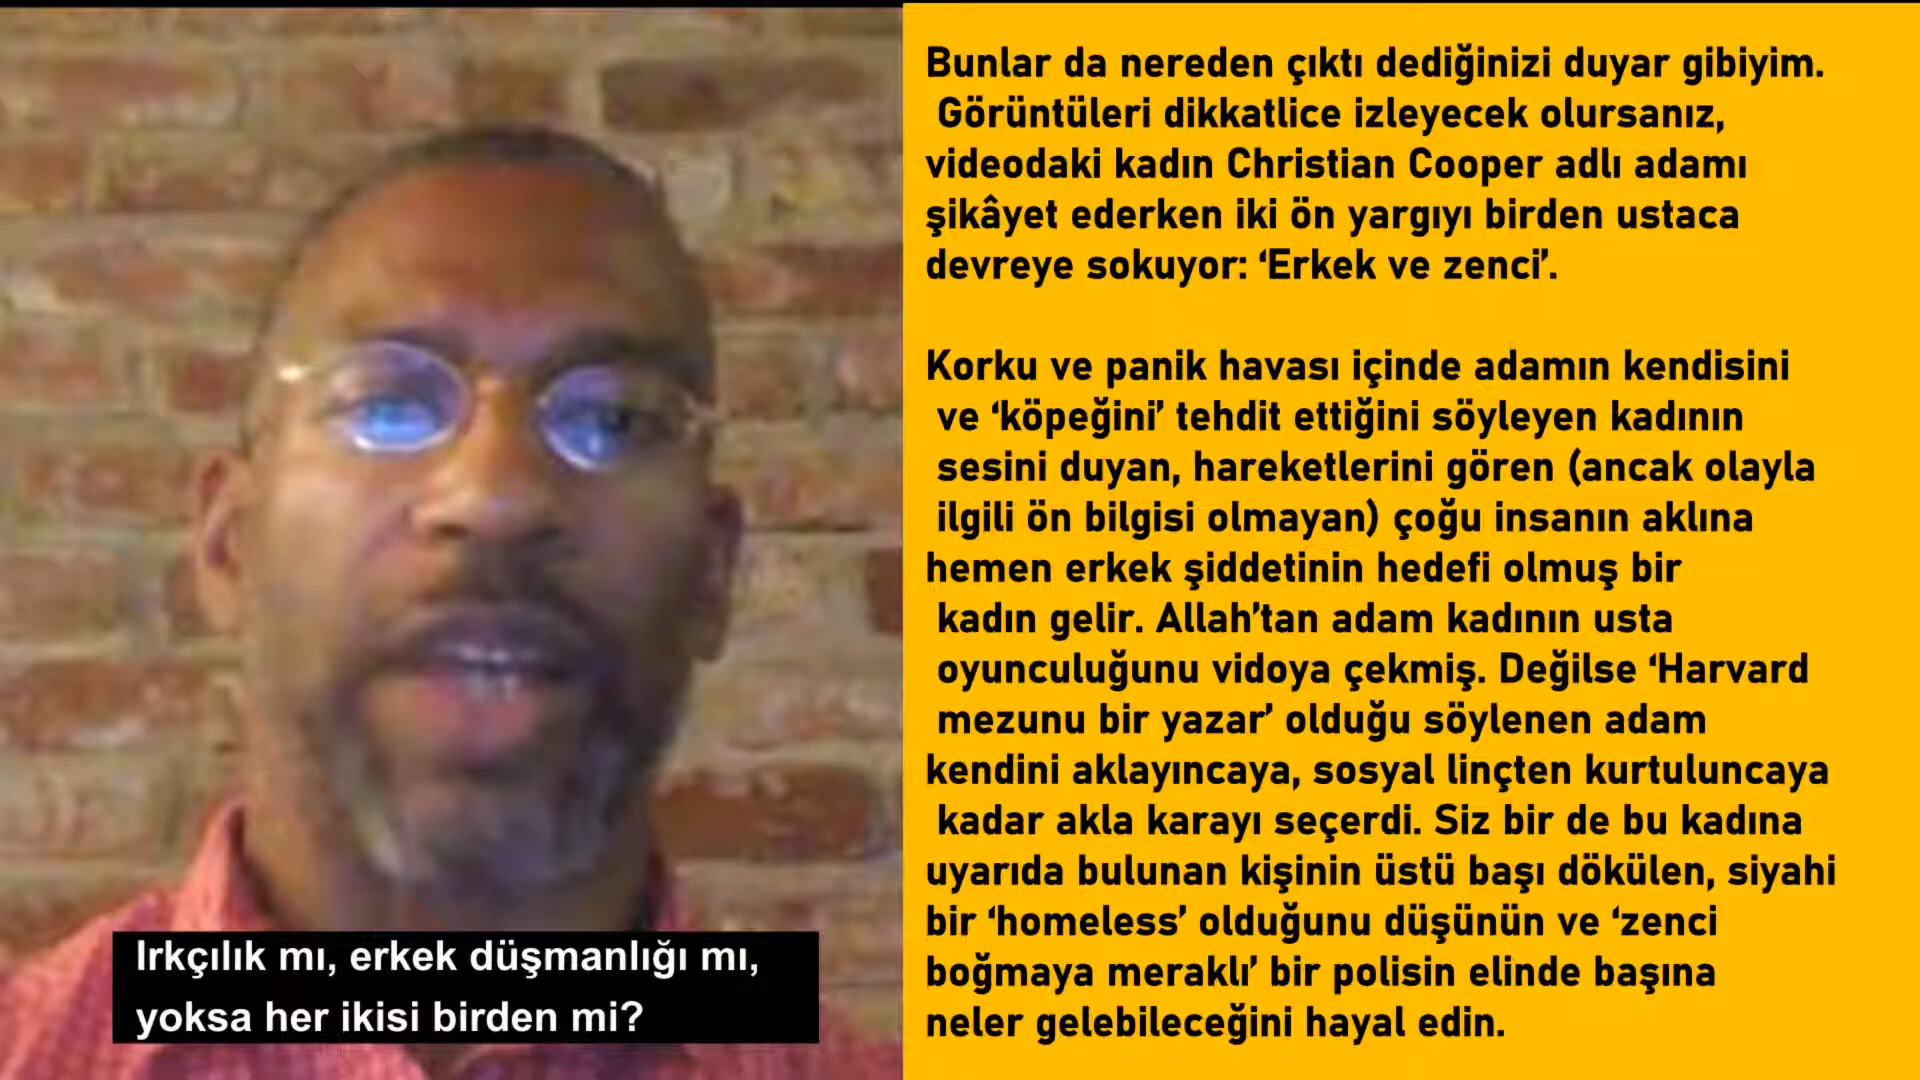 Bunlar da nereden çıktı dediğinizi duyar gibiyim.
Görüntüleri dikkatlice izleyecek olursanız,
videodaki kadın Christian Cooper adlı adamı
şikâyet ederken iki ön yargıyı birden ustaca
devreye sokuyor: ‘Erkek ve zenci’.
Korku ve panik havası içinde adamın kendisini
ve ‘köpeğini’ tehdit ettiğini söyleyen kadının
sesini duyan, hareketlerini gören (ancak olayla
ilgili ön bilgisi olmayan) çoğu insanın aklına
hemen erkek şiddetinin hedefi olmuş bir
kadın gelir. Allah’tan adam kadının usta
oyunculuğunu vidoya çekmiş. Değilse ‘Harvard
mezunu bir yazar’ olduğu söylenen adam
kendini aklayıncaya, sosyal linçten kurtuluncaya
kadar akla karayı seçerdi. Siz bir de bu kadına
uyarıda bulunan kişinin üstü başı dökülen, siyahi
bir ‘homeless’ olduğunu düşünün ve ‘zenci
boğmaya meraklı’ bir polisin elinde başına
neler gelebileceğini hayal edin.
Irkçılık mı, erkek düşmanlığı mı,
yoksa her ikisi birden mi?